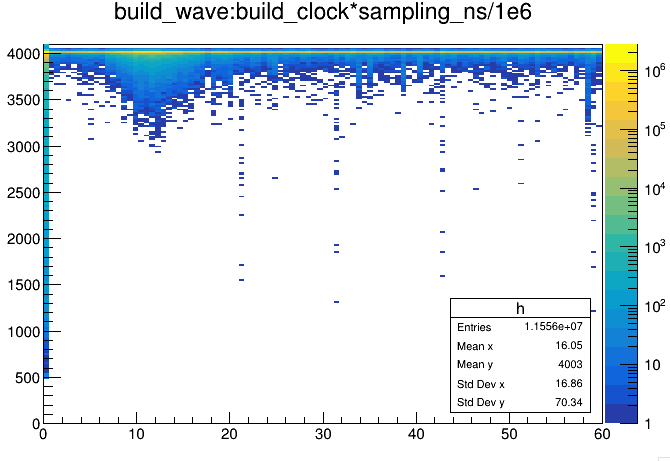 build_wave:build_clock*sampling_ns/1e6
4000
3500
3000
2500
2000
1500
1000
500
0
0 10 20 30 40 50 60
10^6
10^5
10^4
10^3
10^2
10
1
h
Entries 1.1556e+07
Mean x 16.05
Mean y 4003
Std Dev x 16.86
Std Dev y 70.34